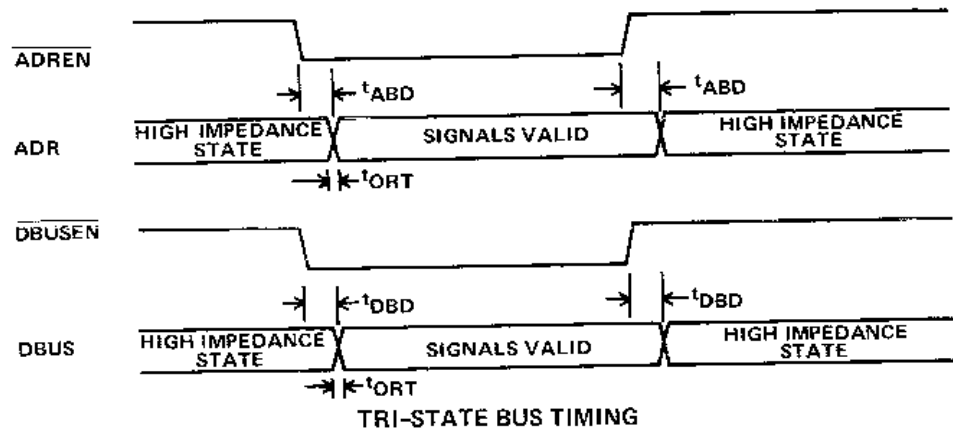 ADREN
tABD
tABD
ADR
HIGH IMPEDANCE
STATE
SIGNALS VALID
HIGH IMPEDANCE
STATE
tORT
DBUSEN
tDBD
tDBD
DBUS
HIGH IMPEDANCE
STATE
SIGNALS VALID
HIGH IMPEDANCE
STATE
tORT
TRI-STATE BUS TIMING